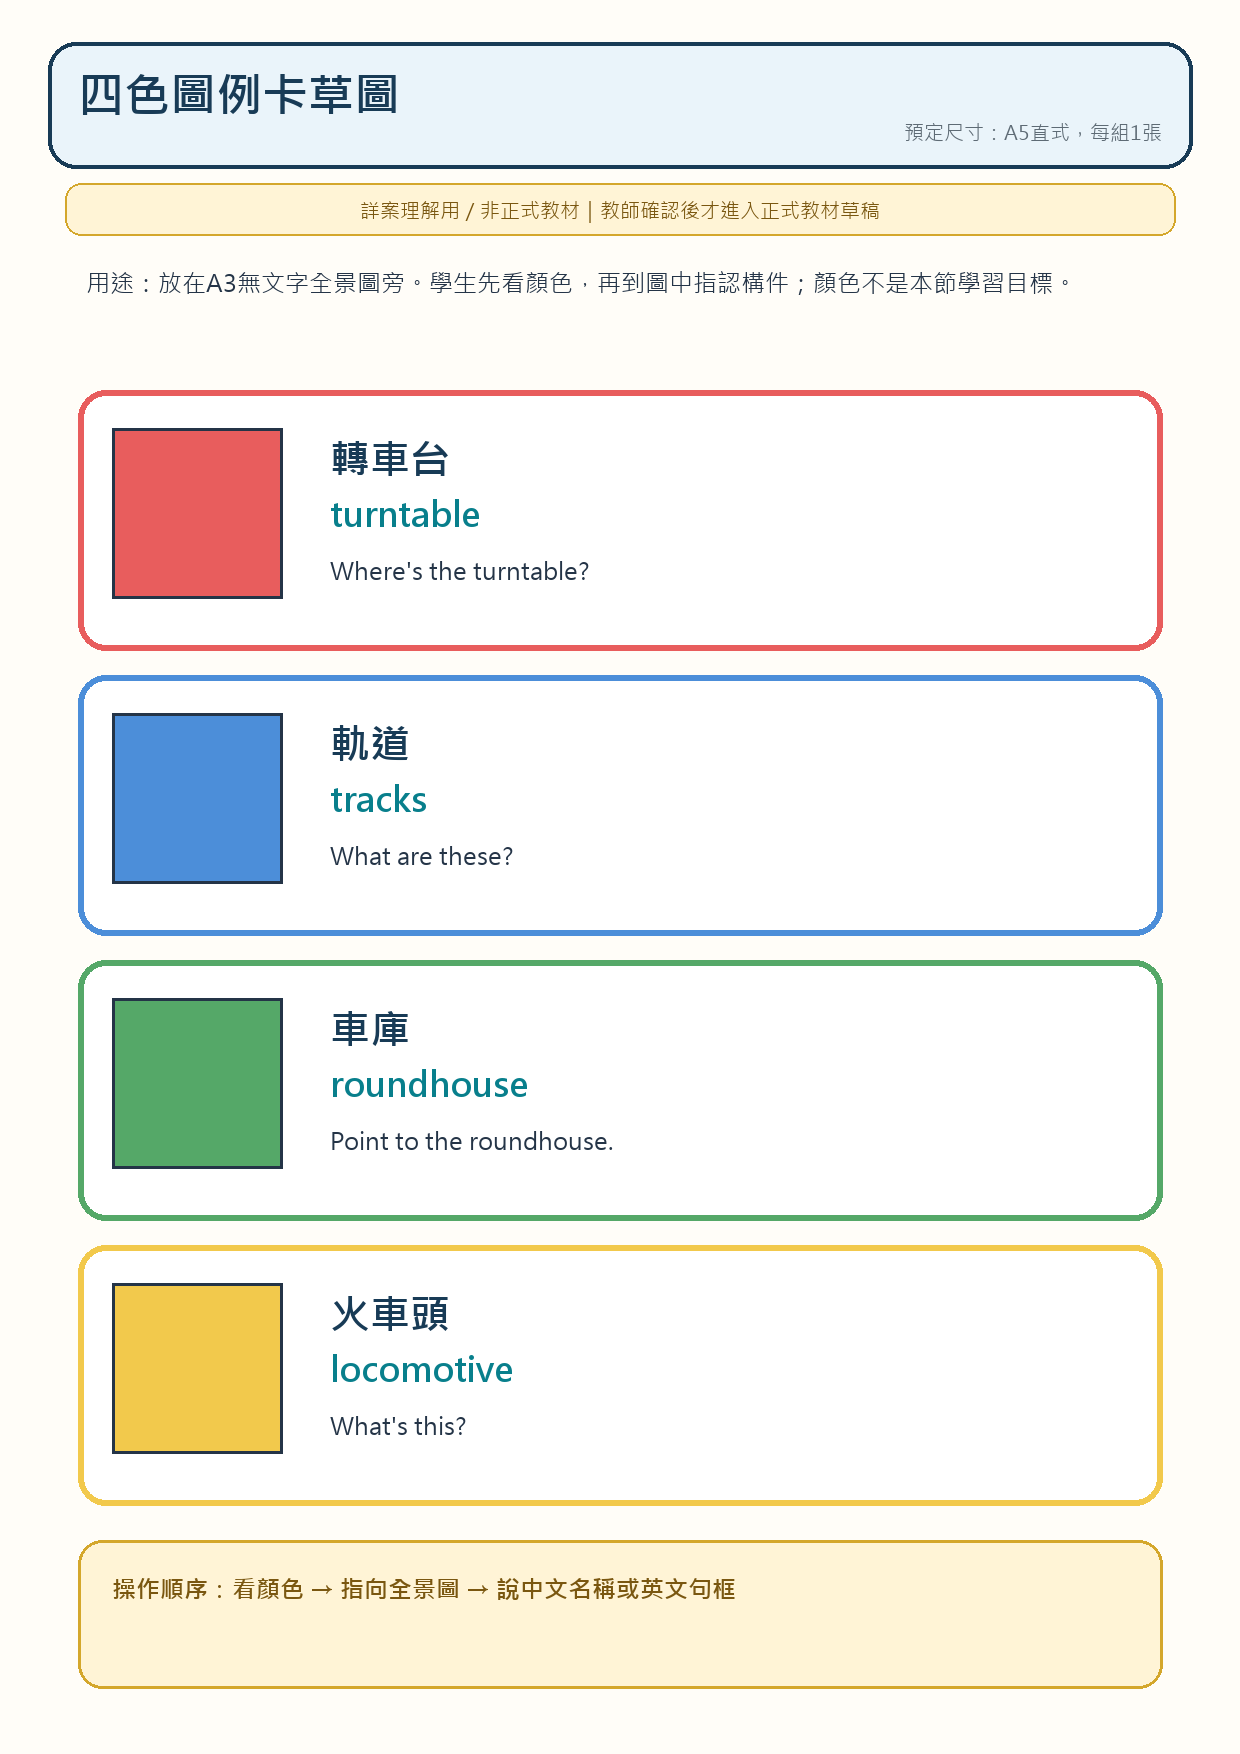 四色圖例卡草圖
預定尺寸：A5直式，每組1張
詳案理解用 / 非正式教材｜教師確認後才進入正式教材草稿
用途：放在A3無文字全景圖旁。學生先看顏色，再到圖中指認構件；顏色不是本節學習目標。
轉車台
turntable
Where's the turntable?
軌道
tracks
What are these?
車庫
roundhouse
Point to the roundhouse.
火車頭
locomotive
What's this?
操作順序：看顏色 → 指向全景圖 → 說中文名稱或英文句框